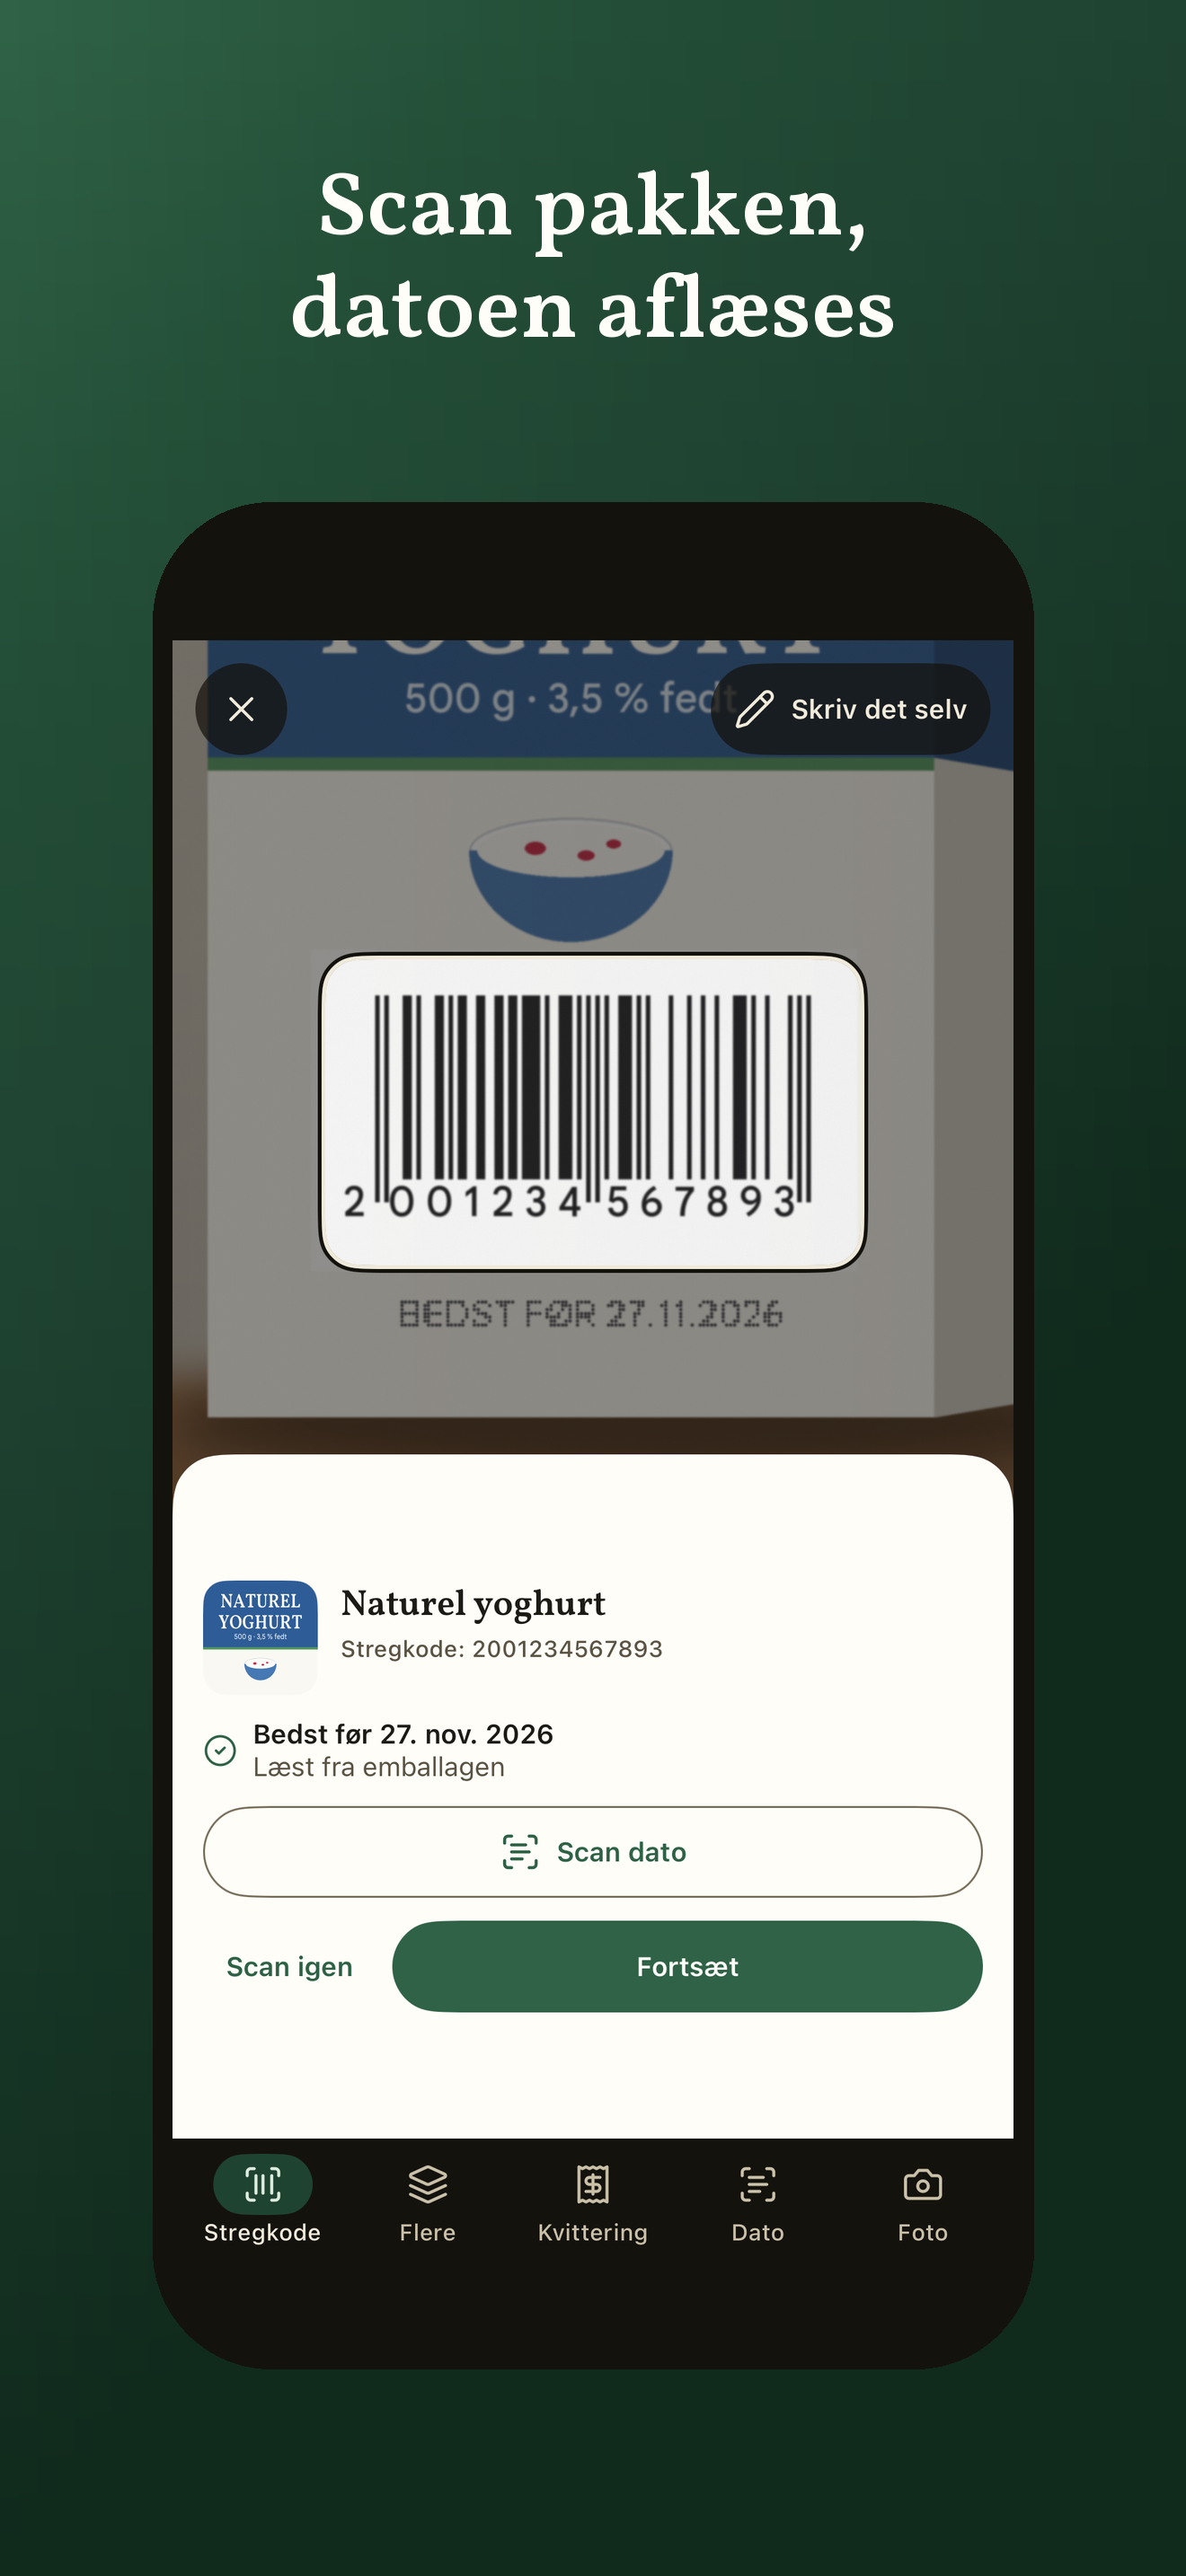 Scan pakken,
datoen aflæses
YOGHURT
500 g · 3,5 % fedt
Skriv det selv
2 001234 567893
BEDST FØR 27.11.2026
NATUREL
YOGHURT
500 g · 3,5 % fedt
Naturel yoghurt
Stregkode: 2001234567893
Bedst før 27. nov. 2026
Læst fra emballagen
Scan dato
Scan igen
Fortsæt
Stregkode
Flere
Kvittering
Dato
Foto